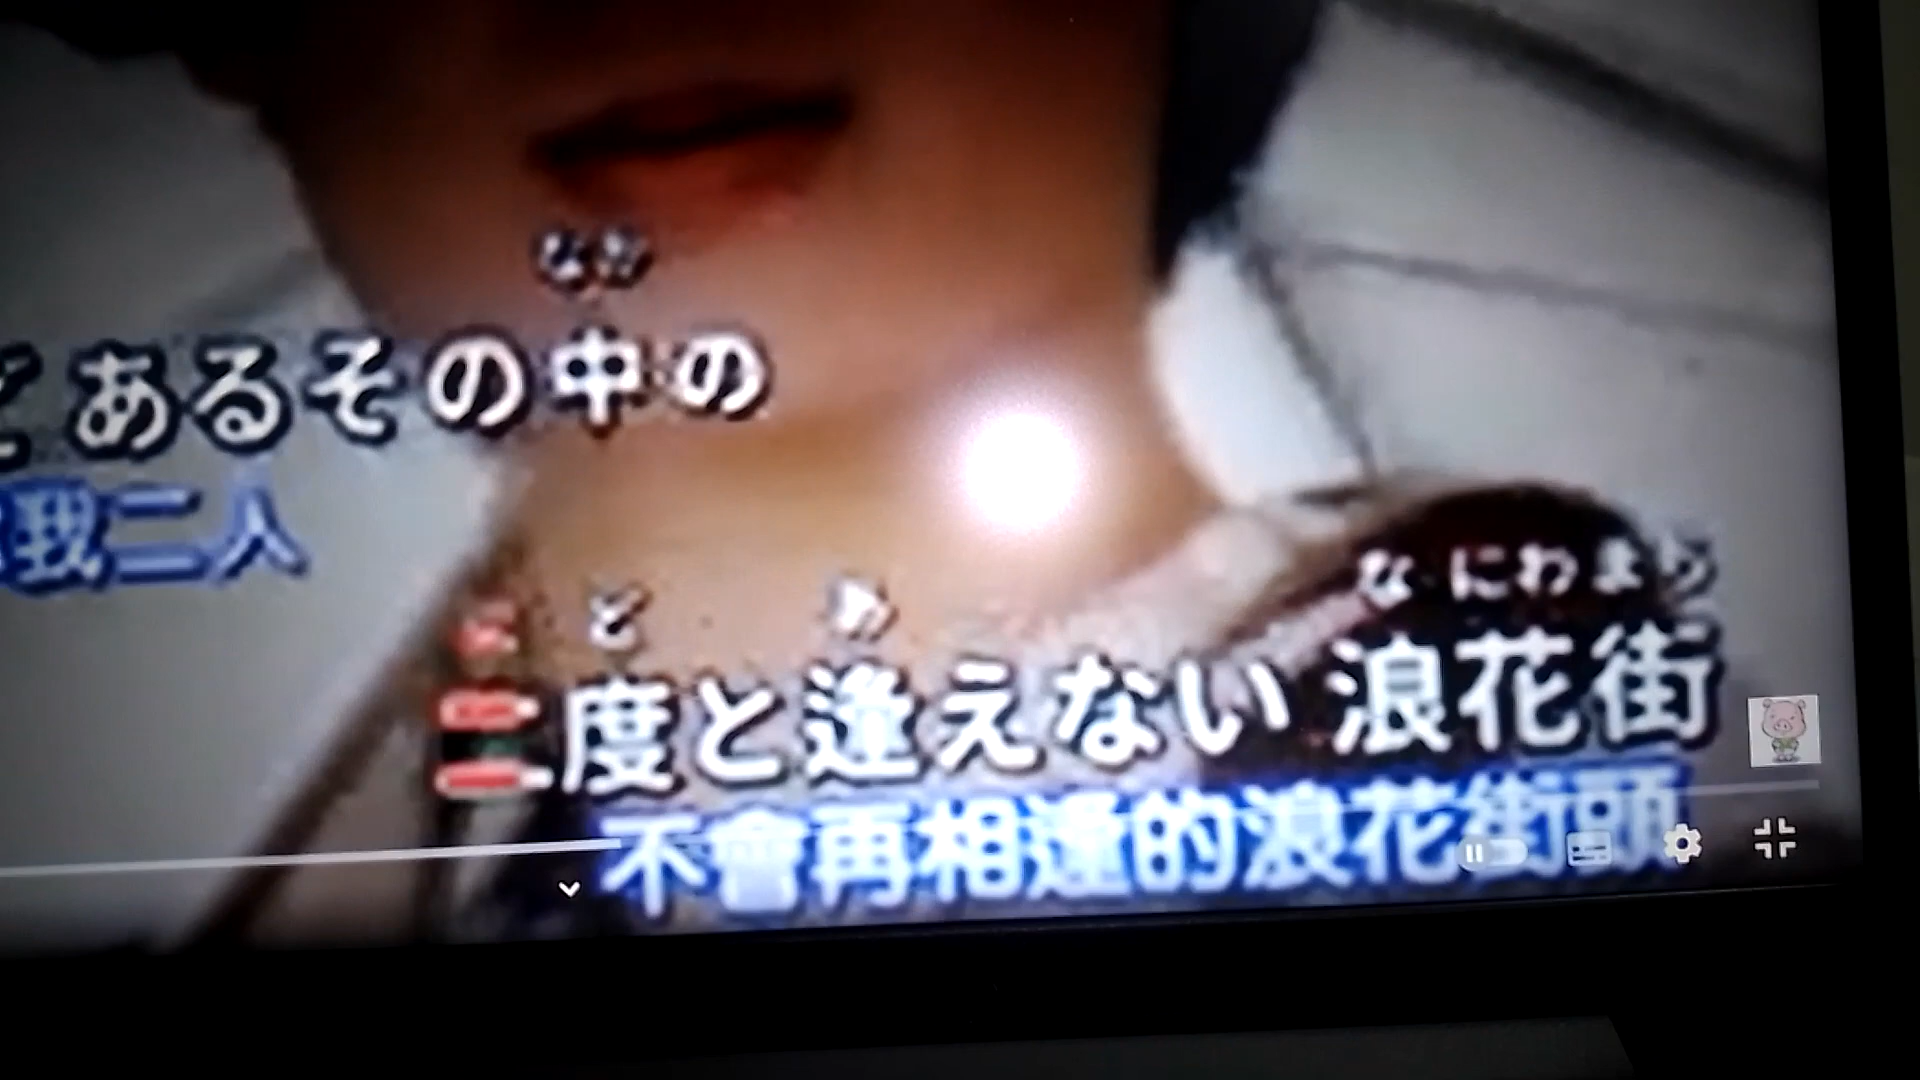 なか
あるその中の
我二人
に ど あ なにわまち
二度と逢えない 浪花街
不會再相逢的浪花街頭